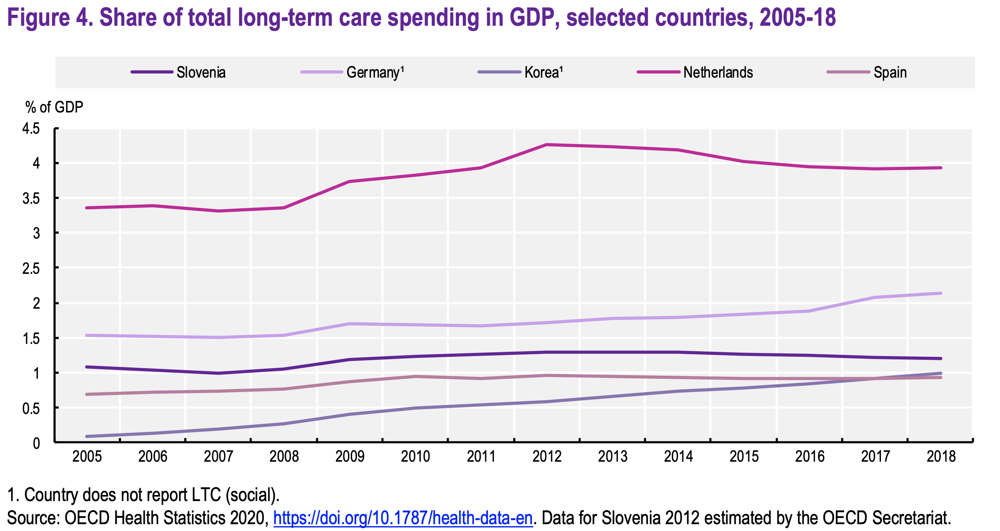 Figure 4. Share of total long-term care spending in GDP, selected countries, 2005-18
Slovenia Germany¹ Korea¹ Netherlands Spain
% of GDP
4.5
4
3.5
3
2.5
2
1.5
1
0.5
0
2005 2006 2007 2008 2009 2010 2011 2012 2013 2014 2015 2016 2017 2018
1. Country does not report LTC (social).
Source: OECD Health Statistics 2020, https://doi.org/10.1787/health-data-en. Data for Slovenia 2012 estimated by the OECD Secretariat.